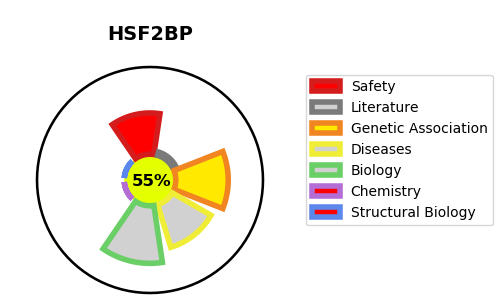 HSF2BP
55%
Safety
Literature
Genetic Association
Diseases
Biology
Chemistry
Structural Biology